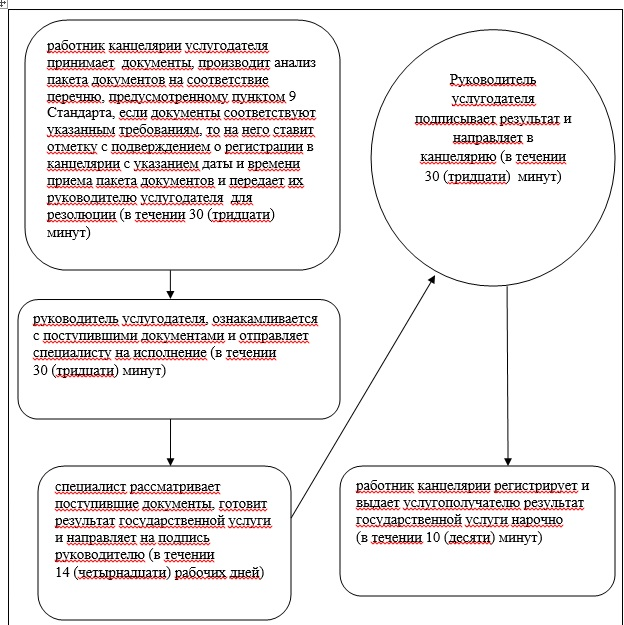 работник канцелярии услугодателя
принимает документы, производит анализ
пакета документов на соответствие
перечню, предусмотренному пунктом 9
Стандарта, если документы соответствуют
указанным требованиям, то на него ставит
отметку с подтверждением о регистрации в
канцелярии с указанием даты и времени
приема пакета документов и передает их
руководителю услугодателя для
резолюции (в течении 30 (тридцати)
минут)
руководитель услугодателя, ознакамливается
с поступившими документами и отправляет
специалисту на исполнение (в течении
30 (тридцати) минут)
специалист рассматривает
поступившие документы, готовит
результат государственной услуги
и направляет на подпись
руководителю (в течении
14 (четырнадцати) рабочих дней)
Руководитель
услугодателя
подписывает результат и
направляет в
канцелярию (в течении
30 (тридцати) минут)
работник канцелярии регистрирует и
выдает услугополучателю результат
государственной услуги нарочно
(в течении 10 (десяти) минут)